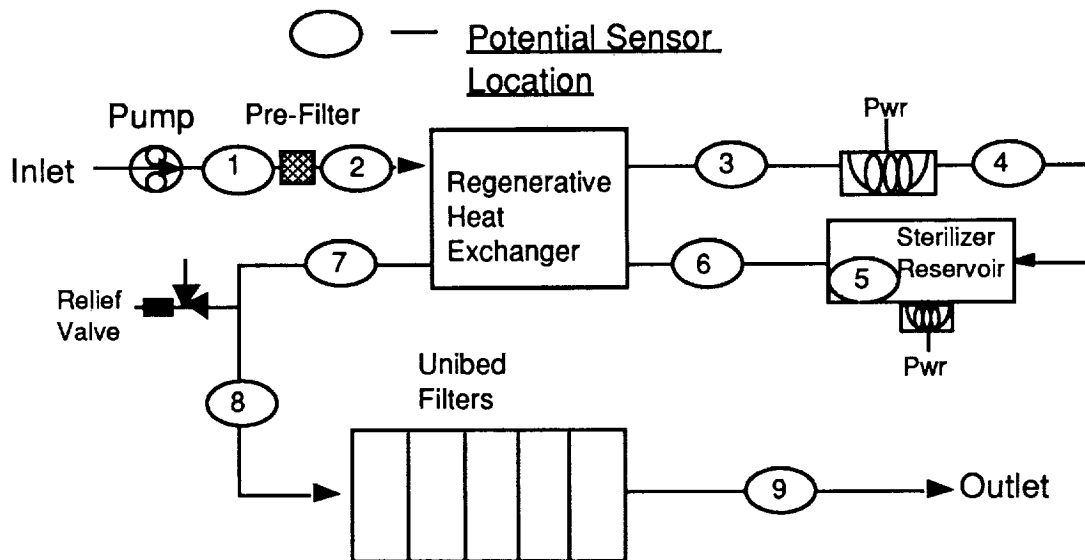 Potential Sensor
Location
Pump
Pre-Filter
Pwr
Inlet
1
2
3
4
Regenerative
Heat
Exchanger
Sterilizer
Reservoir
5
6
7
Relief
Valve
Pwr
8
Unibed
Filters
9
Outlet